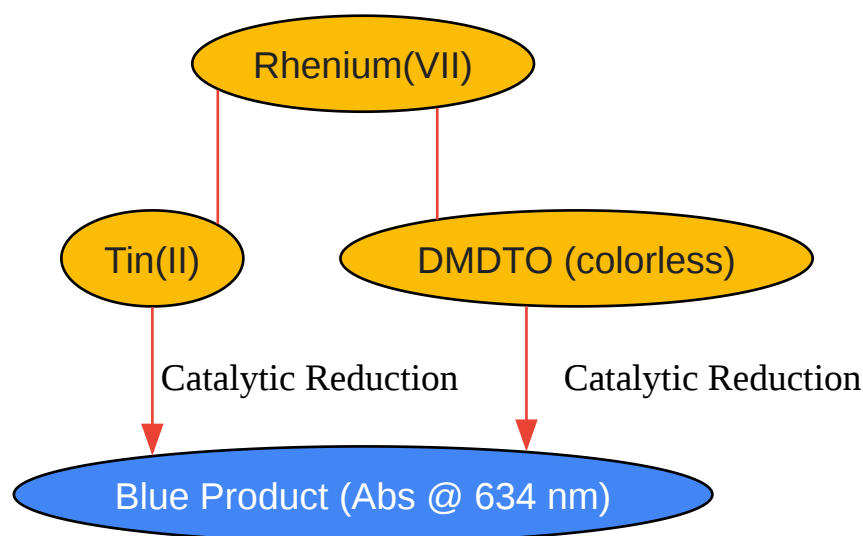 Rhenium(VII)
Tin(II)
DMDTO (colorless)
Catalytic Reduction
Catalytic Reduction
Blue Product (Abs @ 634 nm)